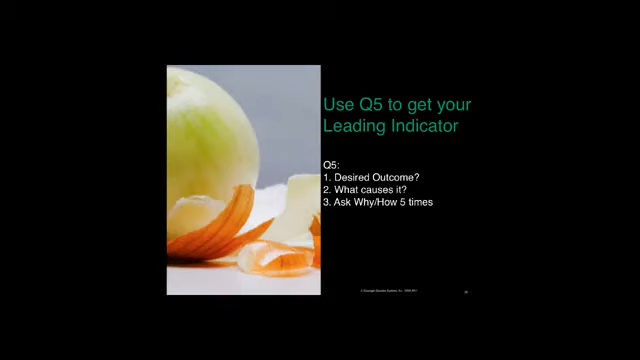 Use Q5 to get your
Leading Indicator
Q5:
1. Desired Outcome?
2. What causes it?
3. Ask Why/How 5 times